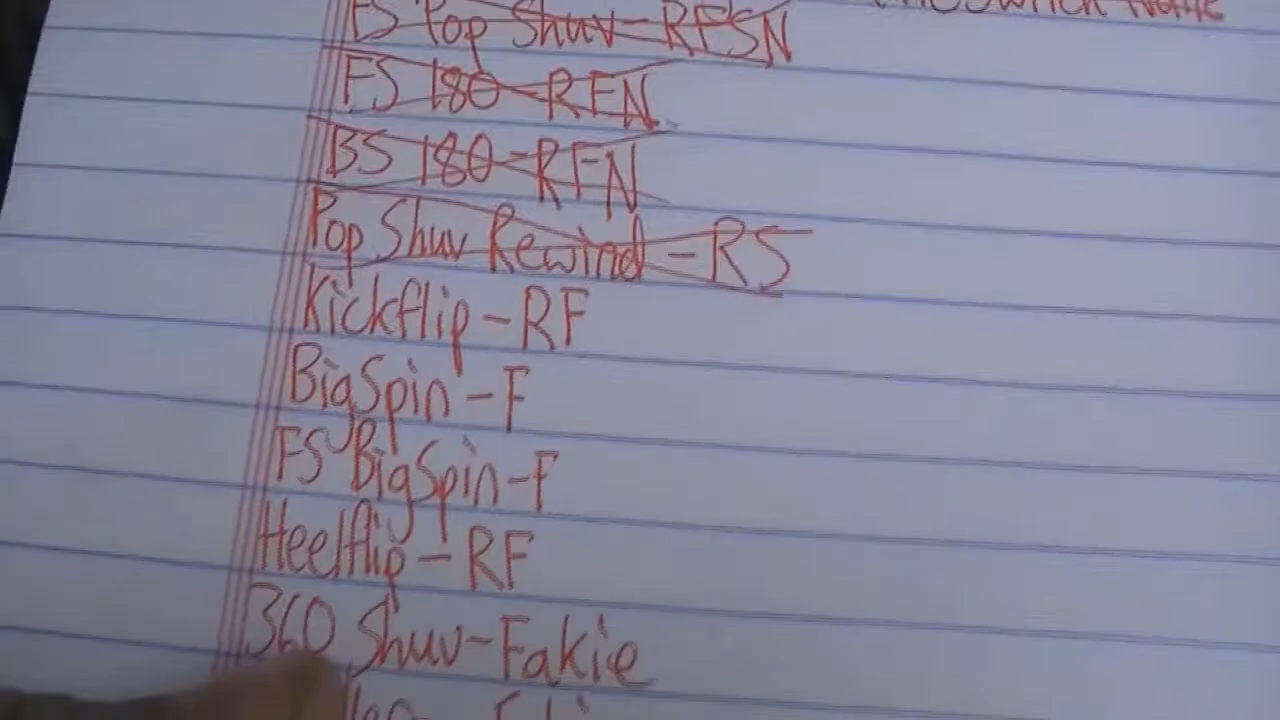 FS Pop Shuv-RFSN
FS 180-RFN
BS 180-RFN
Pop Shuv Rewind-RS
Kickflip-RF
BigSpin-F
FS BigSpin-F
Heelflip-RF
360 Shuv-Fakie